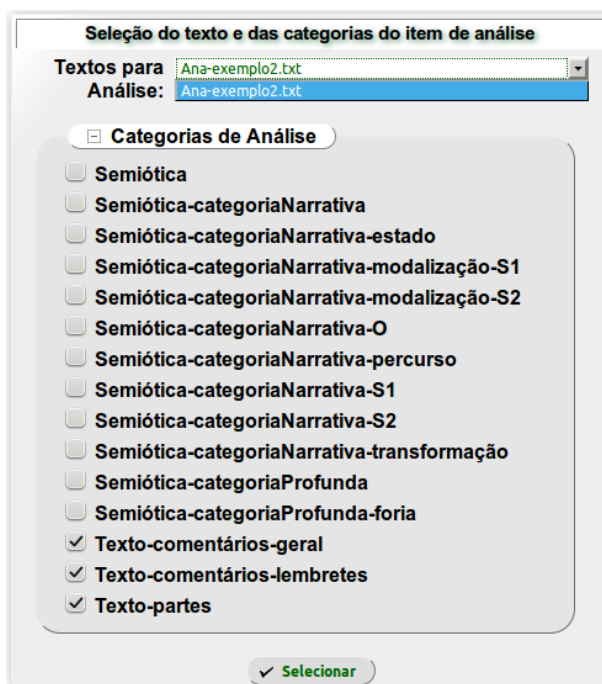 Seleção do texto e das categorias do item de análise
Textos para Análise: Ana-exemplo2.txt
Ana-exemplo2.txt
Categorias de Análise
Semiótica
Semiótica-categoriaNarrativa
Semiótica-categoriaNarrativa-estado
Semiótica-categoriaNarrativa-modalização-S1
Semiótica-categoriaNarrativa-modalização-S2
Semiótica-categoriaNarrativa-O
Semiótica-categoriaNarrativa-percurso
Semiótica-categoriaNarrativa-S1
Semiótica-categoriaNarrativa-S2
Semiótica-categoriaNarrativa-transformação
Semiótica-categoriaProfunda
Semiótica-categoriaProfunda-foria
Texto-comentários-geral
Texto-comentários-lembretes
Texto-partes
Selecionar